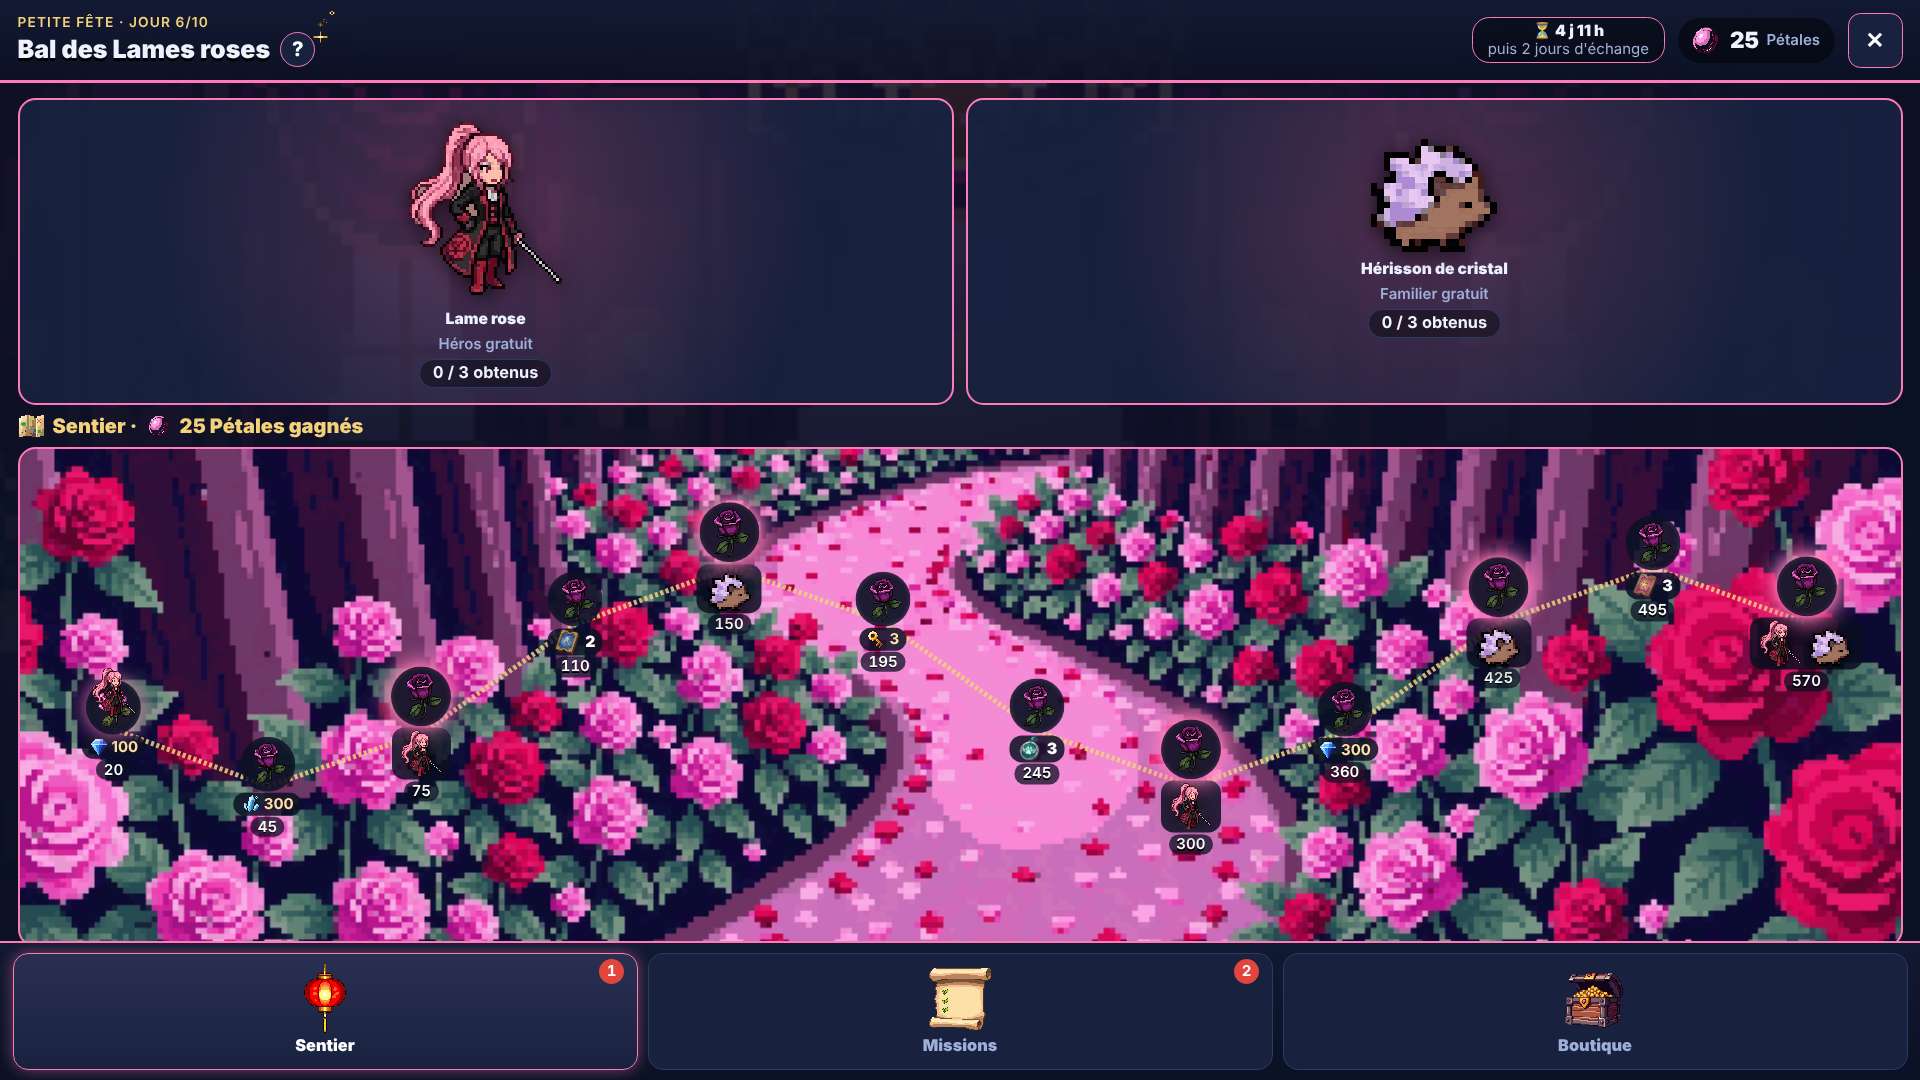 PETITE FÊTE · JOUR 6/10
Bal des Lames roses
?
⏳ 4 j 11 h
puis 2 jours d'échange
25 Pétales
✕
Lame rose
Héros gratuit
0 / 3 obtenus
Hérisson de cristal
Familier gratuit
0 / 3 obtenus
Sentier · 25 Pétales gagnés
100
20
300
45
75
2
110
150
3
195
3
245
300
300
360
425
3
495
570
1
Sentier
2
Missions
Boutique